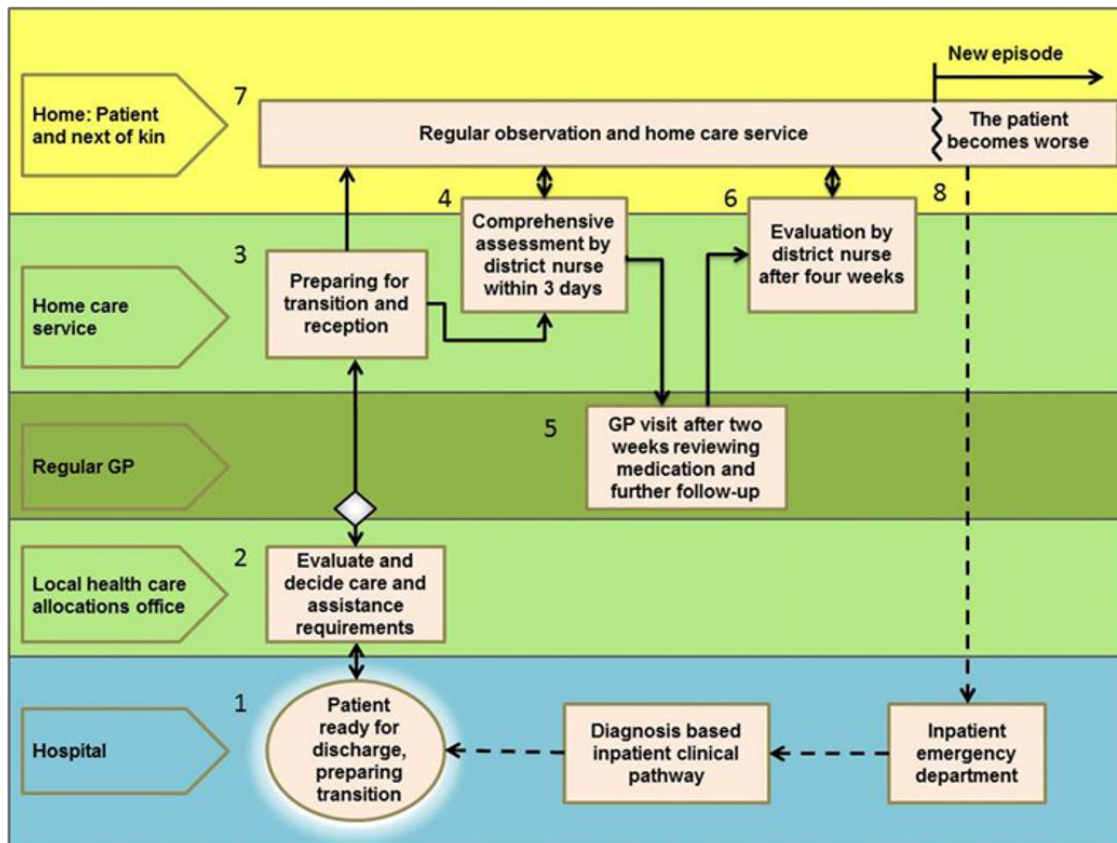 New episode
7
Home: Patient
and next of kin
Regular observation and home care service
The patient
becomes worse
4
6
8
3
Comprehensive
assessment by
district nurse
within 3 days
Evaluation by
district nurse
after four weeks
Home care
service
Preparing for
transition and
reception
5
Regular GP
GP visit after two
weeks reviewing
medication and
further follow-up
2
Local health care
allocations office
Evaluate and
decide care and
assistance
requirements
1
Hospital
Patient
ready for
discharge,
preparing
transition
Diagnosis based
inpatient clinical
pathway
Inpatient
emergency
department